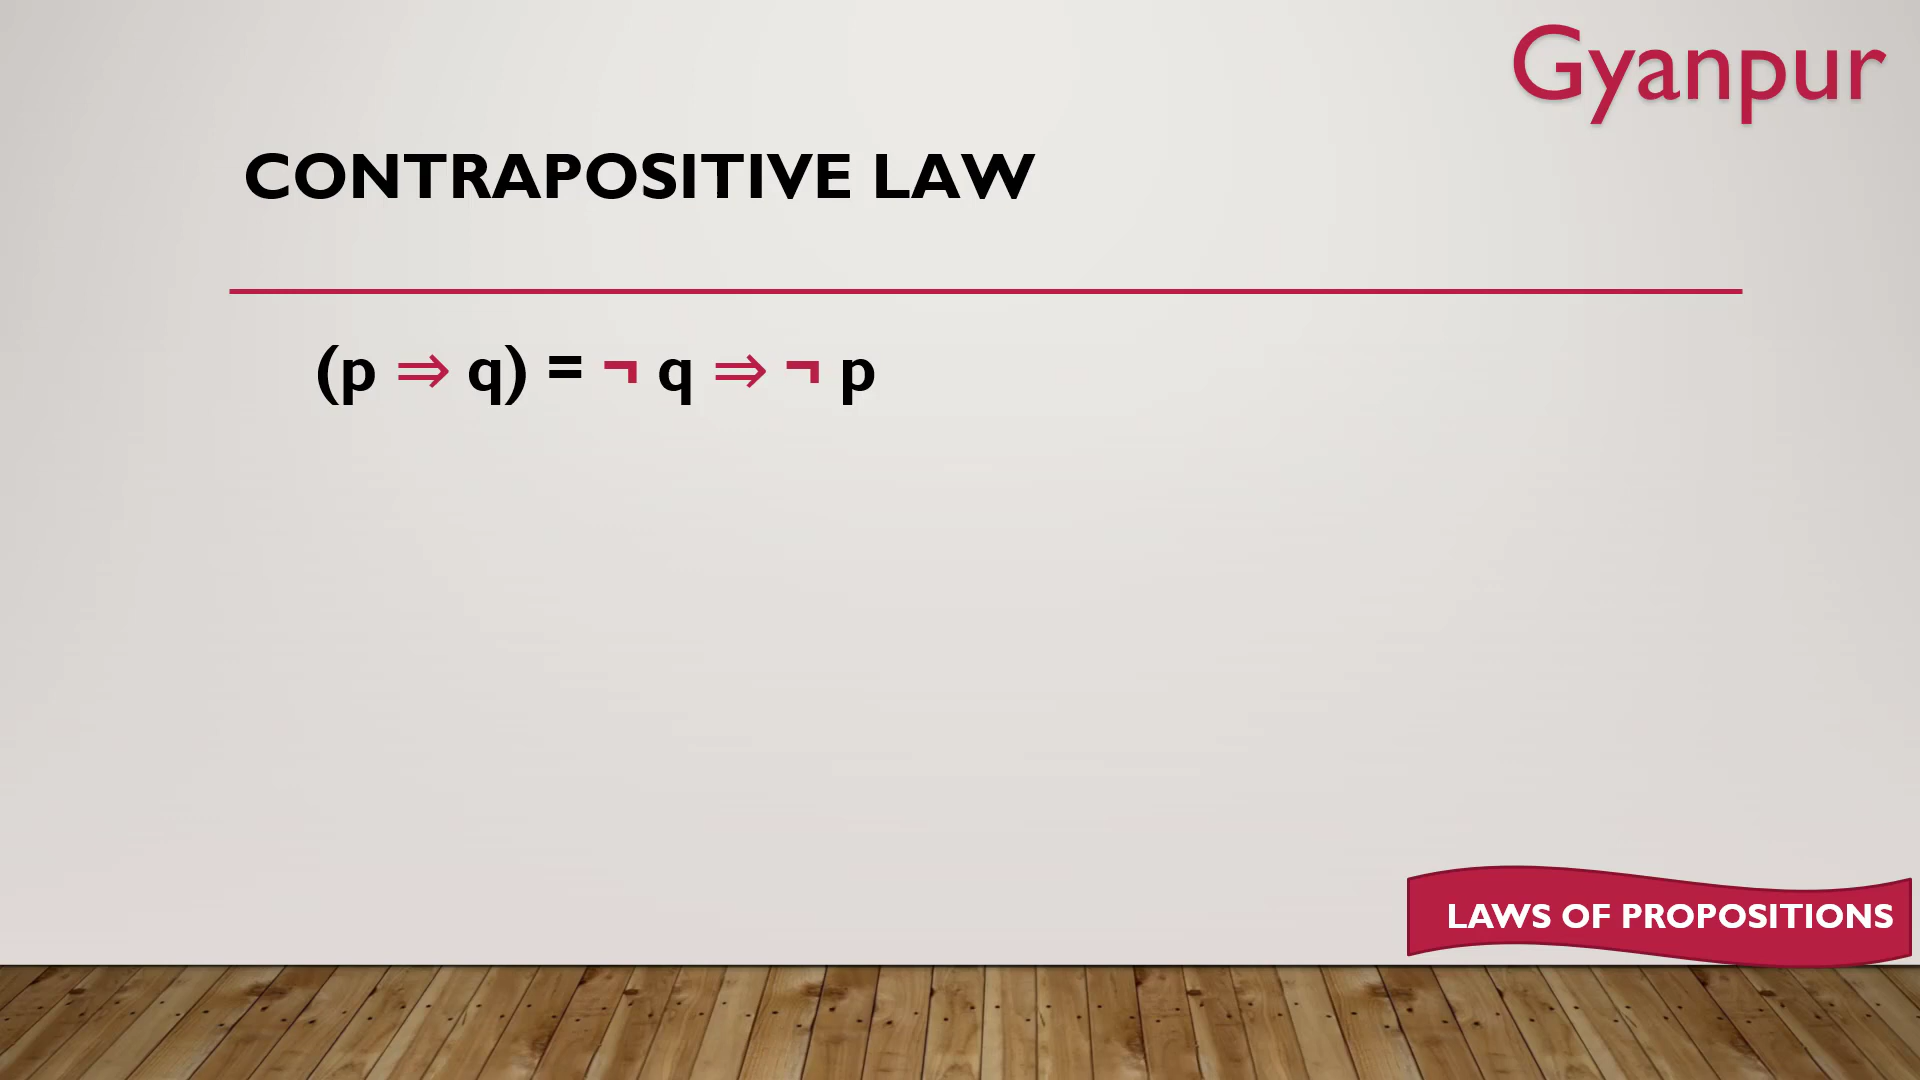 Gyanpur
CONTRAPOSITIVE LAW
(p ⇒ q) = ¬ q ⇒ ¬ p
LAWS OF PROPOSITIONS